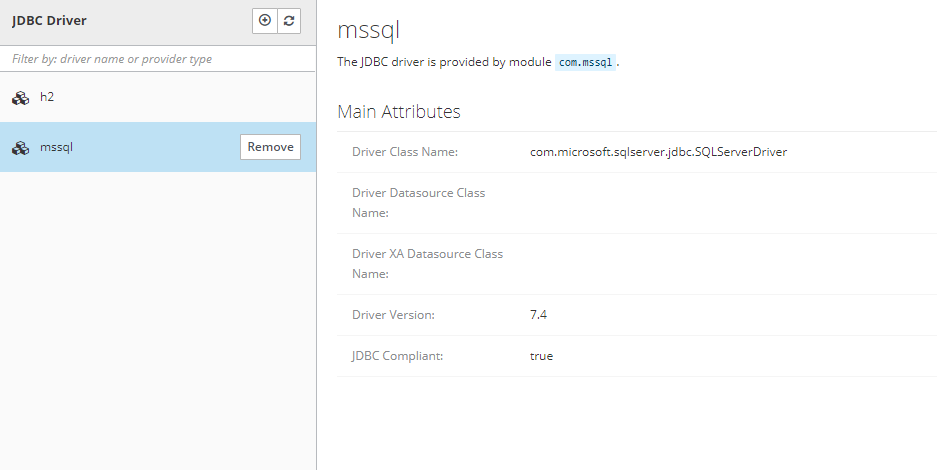 JDBC Driver
Filter by: driver name or provider type
h2
mssql
Remove
mssql
The JDBC driver is provided by module com.mssql .
Main Attributes
Driver Class Name: com.microsoft.sqlserver.jdbc.SQLServerDriver
Driver Datasource Class
Name:
Driver XA Datasource Class
Name:
Driver Version: 7.4
JDBC Compliant: true